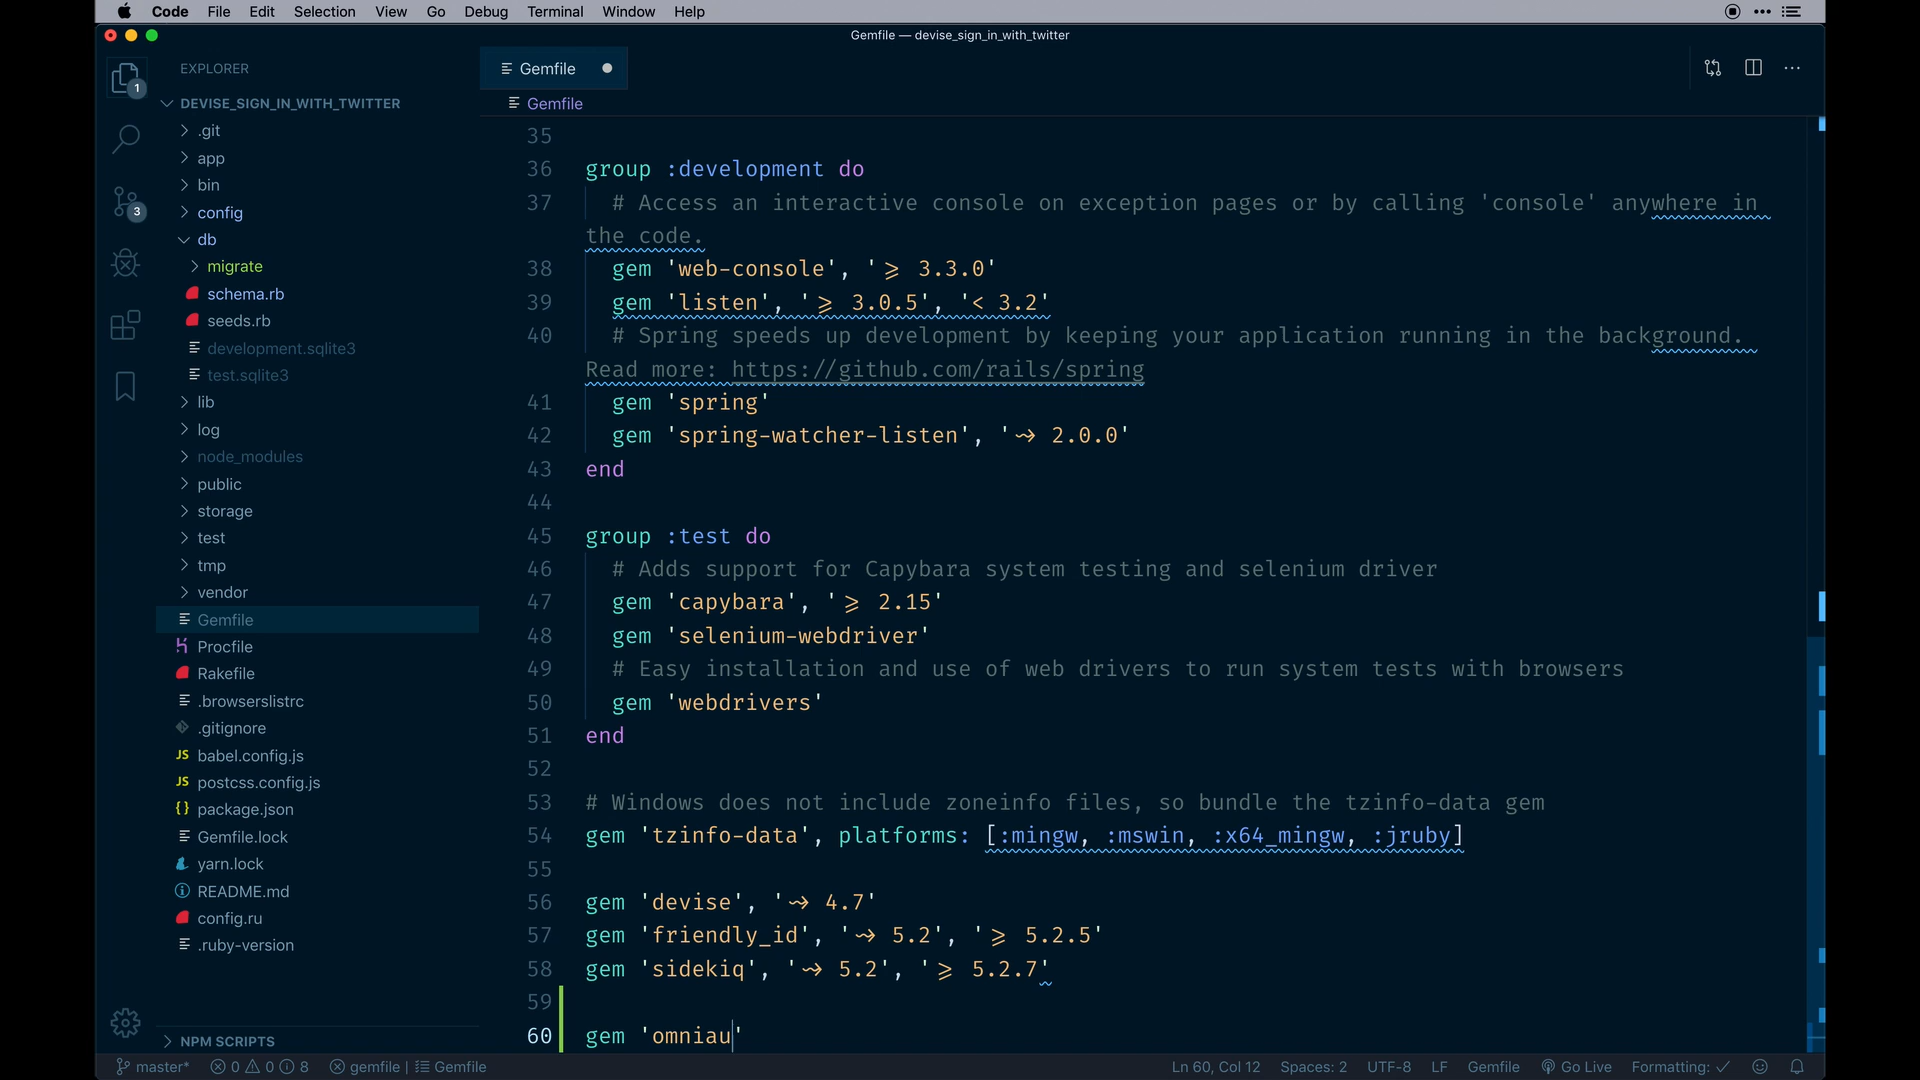 Code File Edit Selection View Go Debug Terminal Window Help
Gemfile — devise_sign_in_with_twitter
EXPLORER
DEVISE_SIGN_IN_WITH_TWITTER
.git
app
bin
config
db
migrate
schema.rb
seeds.rb
development.sqlite3
test.sqlite3
lib
log
node_modules
public
storage
test
tmp
vendor
Gemfile
Procfile
Rakefile
.browserslistrc
.gitignore
JS babel.config.js
JS postcss.config.js
{} package.json
Gemfile.lock
yarn.lock
README.md
config.ru
.ruby-version
NPM SCRIPTS
1
3
Gemfile
Gemfile
35
36 group :development do
37 # Access an interactive console on exception pages or by calling 'console' anywhere in
the code.
38 gem 'web-console', '⩾ 3.3.0'
39 gem 'listen', '⩾ 3.0.5', '< 3.2'
40 # Spring speeds up development by keeping your application running in the background.
Read more: https://github.com/rails/spring
41 gem 'spring'
42 gem 'spring-watcher-listen', '⤳ 2.0.0'
43 end
44
45 group :test do
46 # Adds support for Capybara system testing and selenium driver
47 gem 'capybara', '⩾ 2.15'
48 gem 'selenium-webdriver'
49 # Easy installation and use of web drivers to run system tests with browsers
50 gem 'webdrivers'
51 end
52
53 # Windows does not include zoneinfo files, so bundle the tzinfo-data gem
54 gem 'tzinfo-data', platforms: [:mingw, :mswin, :x64_mingw, :jruby]
55
56 gem 'devise', '⤳ 4.7'
57 gem 'friendly_id', '⤳ 5.2', '⩾ 5.2.5'
58 gem 'sidekiq', '⤳ 5.2', '⩾ 5.2.7'
59
60 gem 'omniau'
master* 0 0 8 gemfile | Gemfile Ln 60, Col 12 Spaces: 2 UTF-8 LF Gemfile Go Live Formatting: ✓